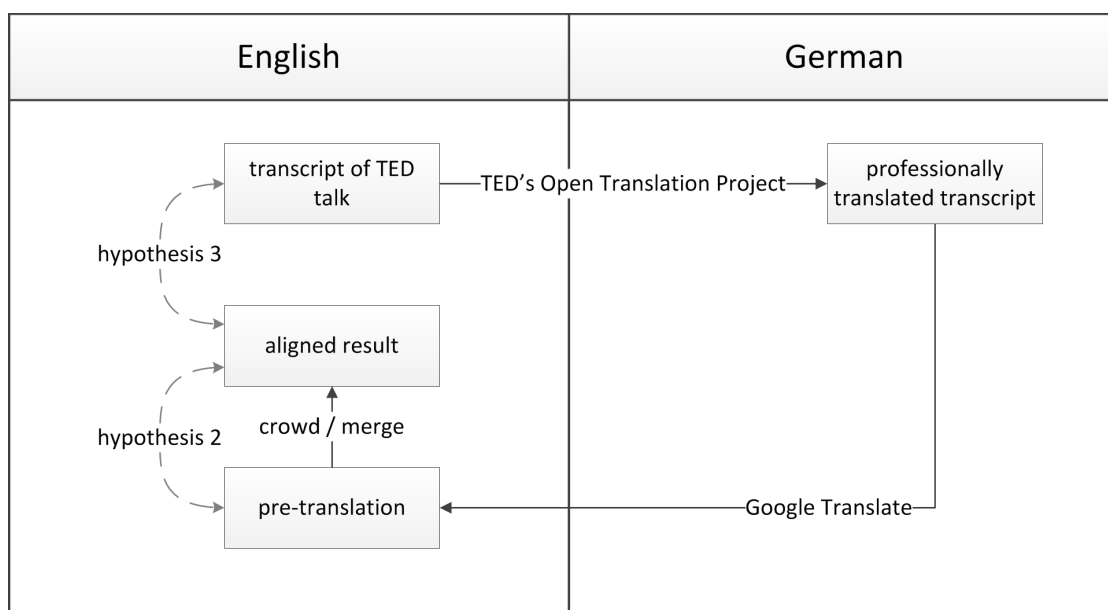 English
German
transcript of TED
talk
TED's Open Translation Project
professionally
translated transcript
hypothesis 3
aligned result
crowd / merge
hypothesis 2
pre-translation
Google Translate